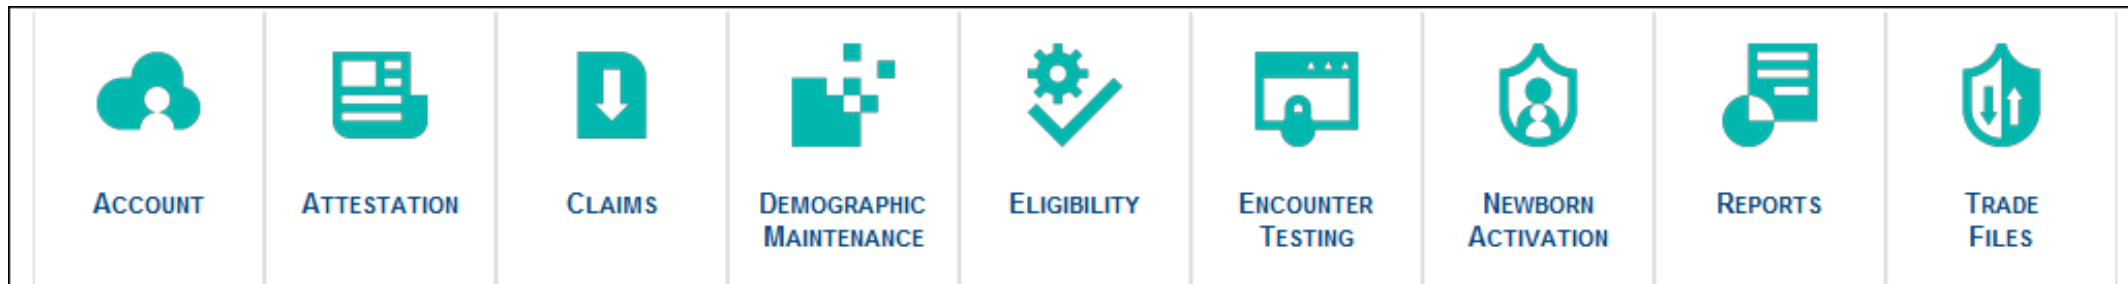 ACCOUNT
ATTESTATION
CLAIMS
DEMOGRAPHIC
MAINTENANCE
ELIGIBILITY
ENCOUNTER
TESTING
NEWBORN
ACTIVATION
REPORTS
TRADE
FILES